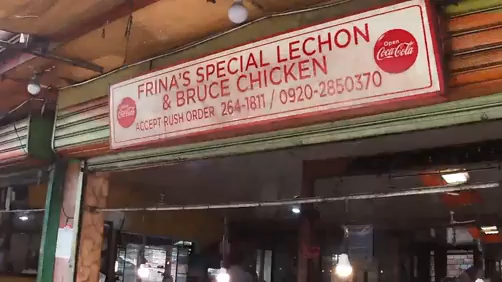 FRINA'S SPECIAL LECHON
& BRUCE CHICKEN
ACCEPT RUSH ORDER 264-1811 / 0920-2850370
Open
Coca-Cola
Coca-Cola